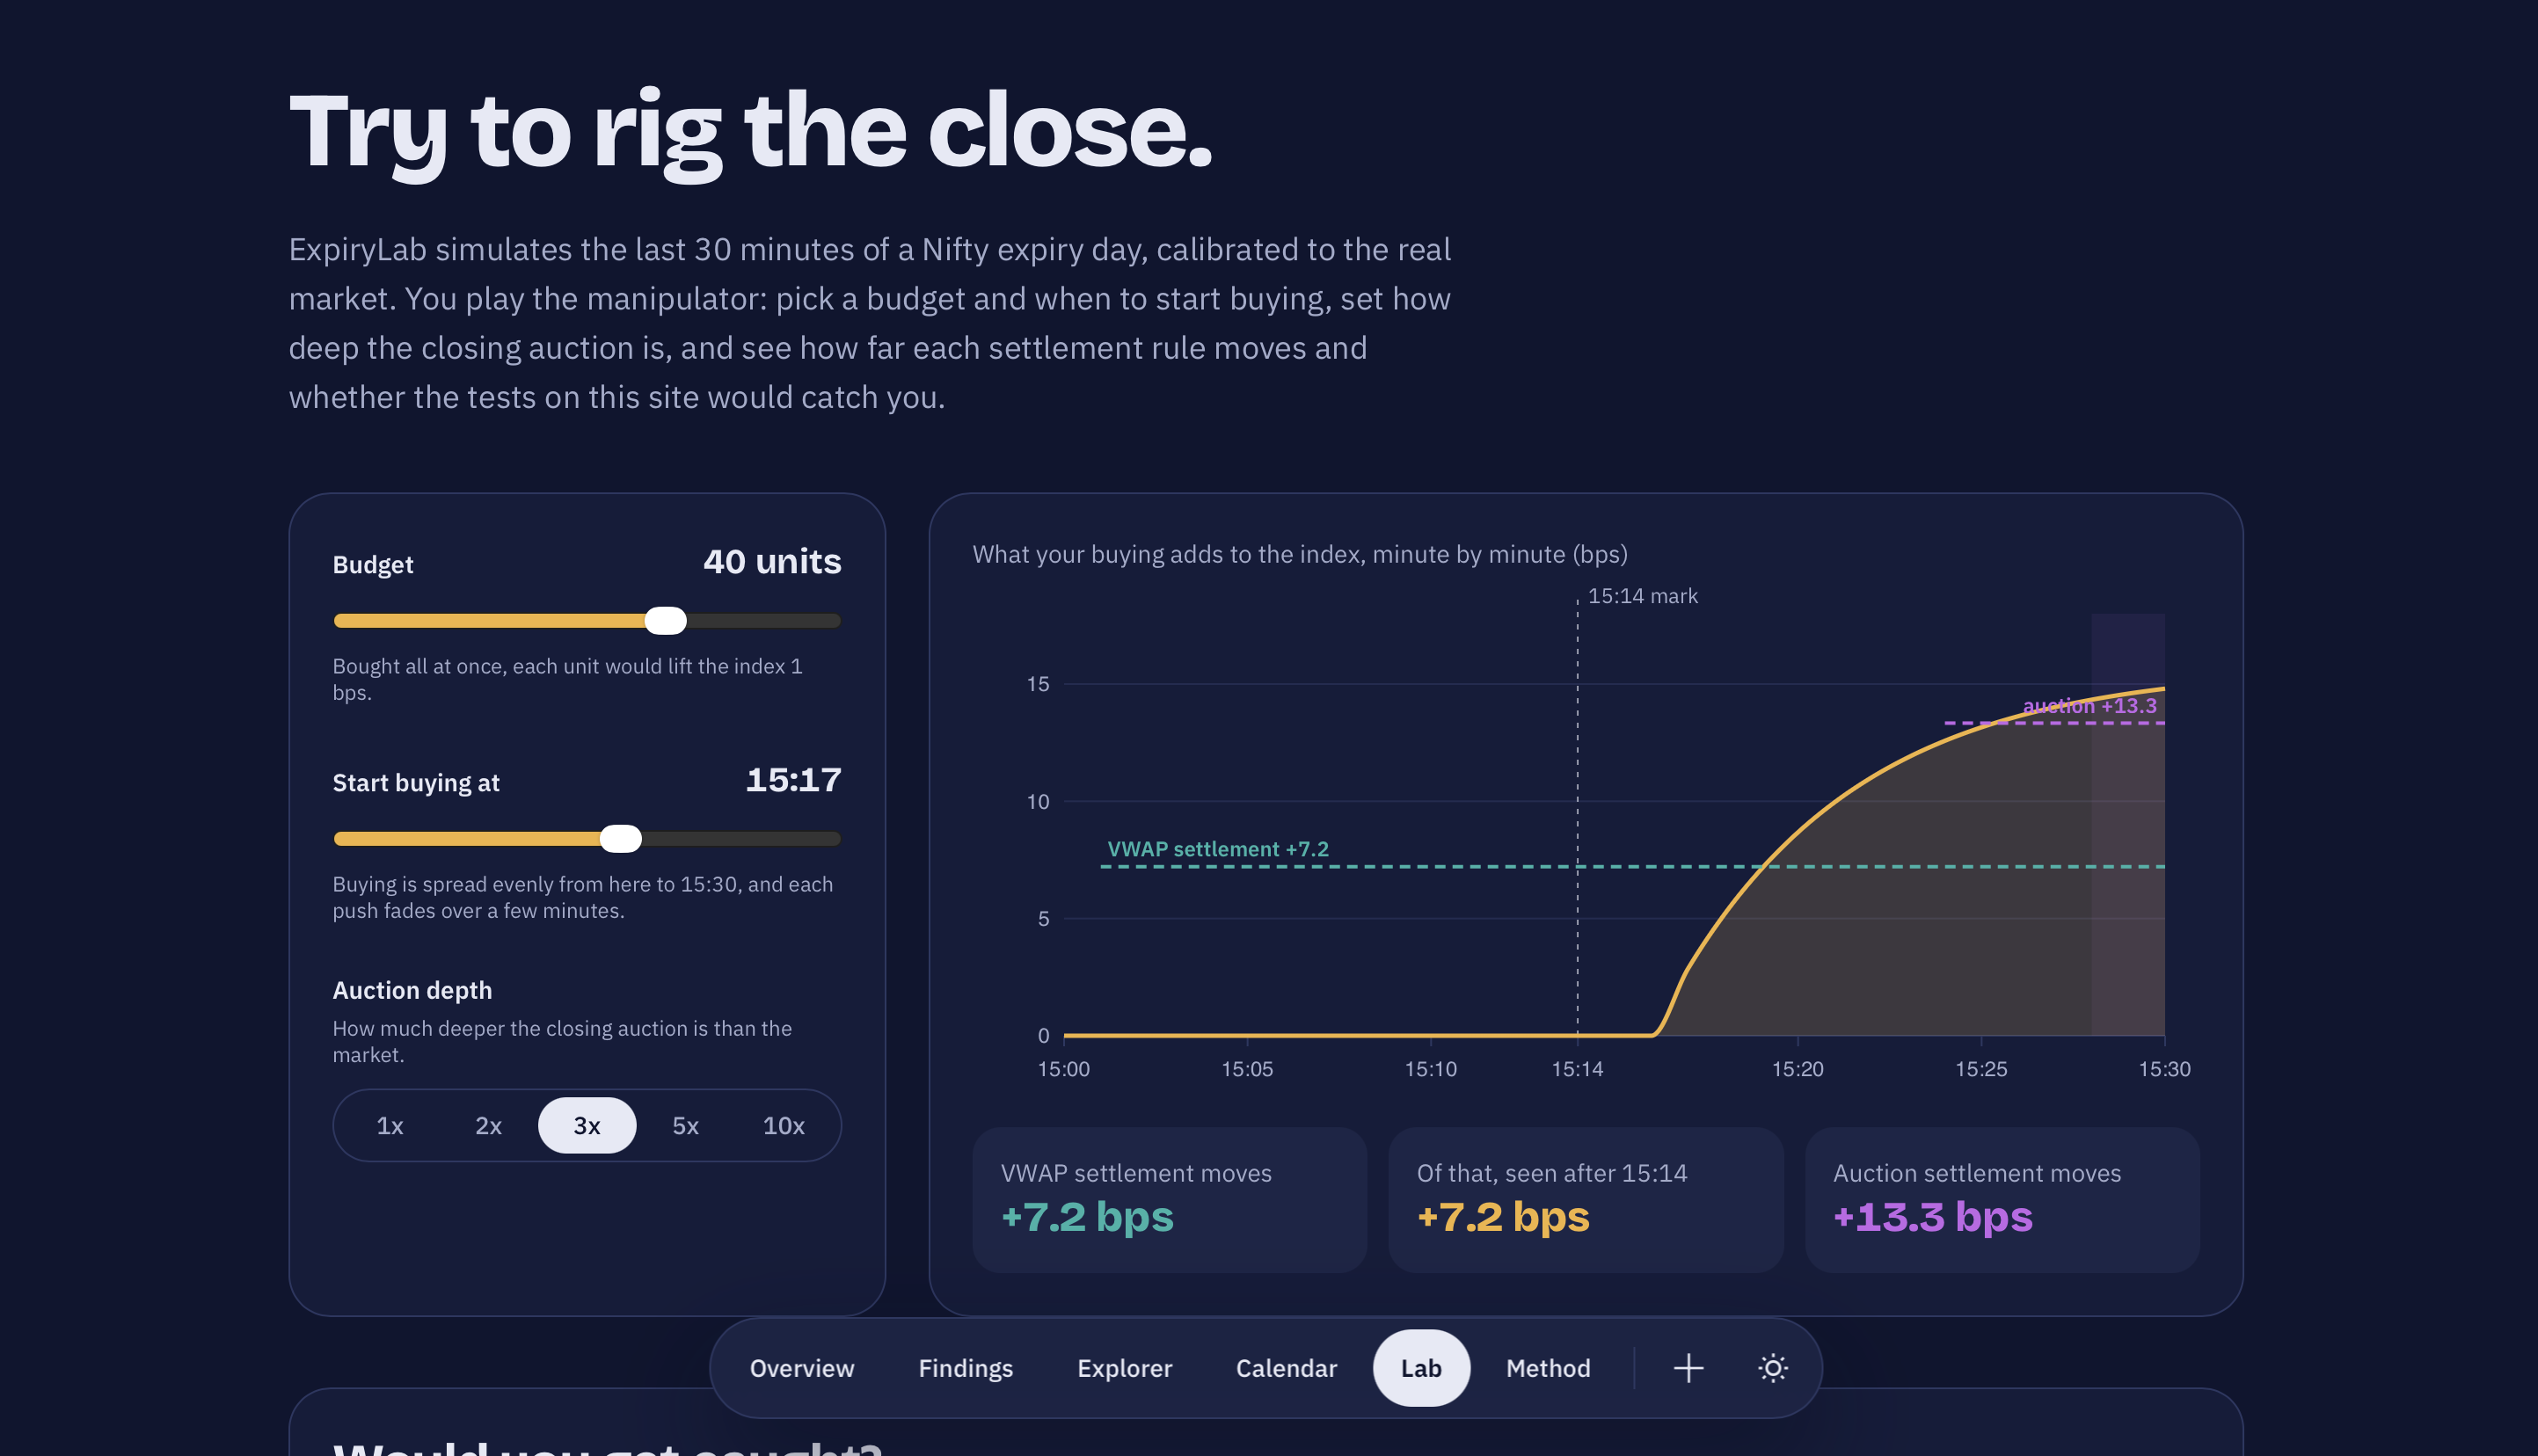 Try to rig the close.
ExpiryLab simulates the last 30 minutes of a Nifty expiry day, calibrated to the real
market. You play the manipulator: pick a budget and when to start buying, set how
deep the closing auction is, and see how far each settlement rule moves and
whether the tests on this site would catch you.
Budget
40 units
Bought all at once, each unit would lift the index 1
bps.
Start buying at
15:17
Buying is spread evenly from here to 15:30, and each
push fades over a few minutes.
Auction depth
How much deeper the closing auction is than the
market.
1x
2x
3x
5x
10x
What your buying adds to the index, minute by minute (bps)
15:14 mark
15
auction +13.3
10
VWAP settlement +7.2
5
0
15:00
15:05
15:10
15:14
15:20
15:25
15:30
VWAP settlement moves
+7.2 bps
Of that, seen after 15:14
+7.2 bps
Auction settlement moves
+13.3 bps
Overview
Findings
Explorer
Calendar
Lab
Method
Would you get caught?